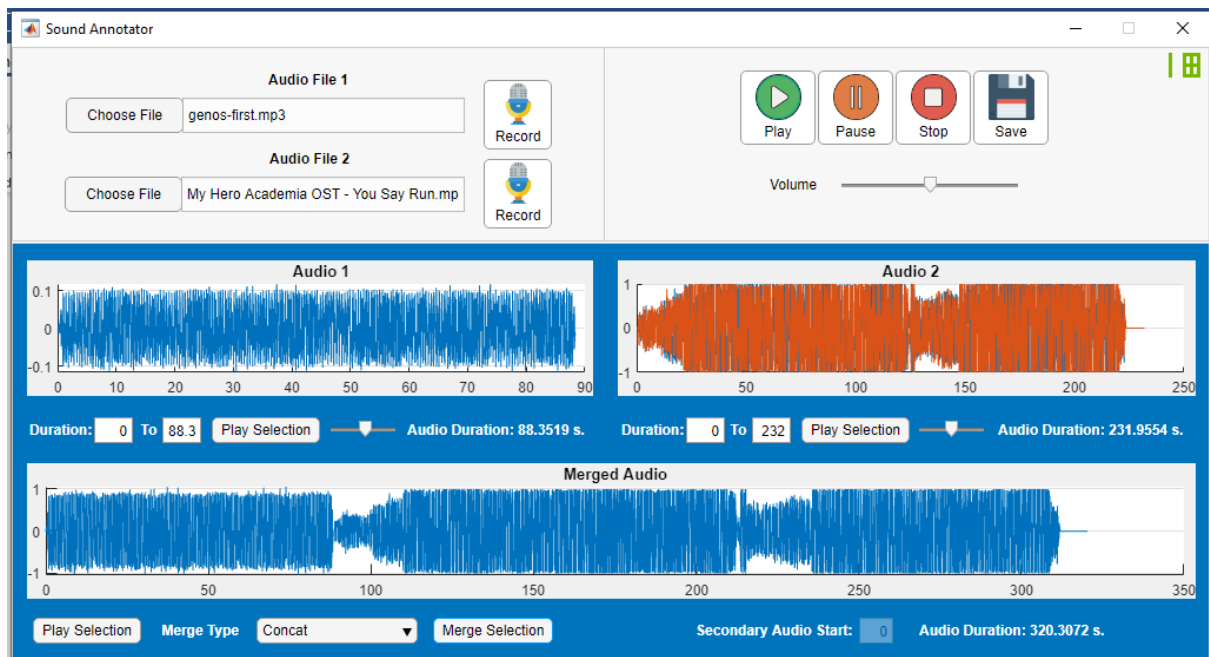 Sound Annotator
Audio File 1
Choose File genos-first.mp3
Record
Audio File 2
Choose File My Hero Academia OST - You Say Run.mp
Record
Play Pause Stop Save
Volume
Audio 1
0.1
0
-0.1
0 10 20 30 40 50 60 70 80 90
Duration: 0 To 88.3 Play Selection Audio Duration: 88.3519 s.
Audio 2
1
0
-1
0 50 100 150 200 250
Duration: 0 To 232 Play Selection Audio Duration: 231.9554 s.
Merged Audio
1
0
-1
0 50 100 150 200 250 300 350
Play Selection Merge Type Concat Merge Selection Secondary Audio Start: 0 Audio Duration: 320.3072 s.